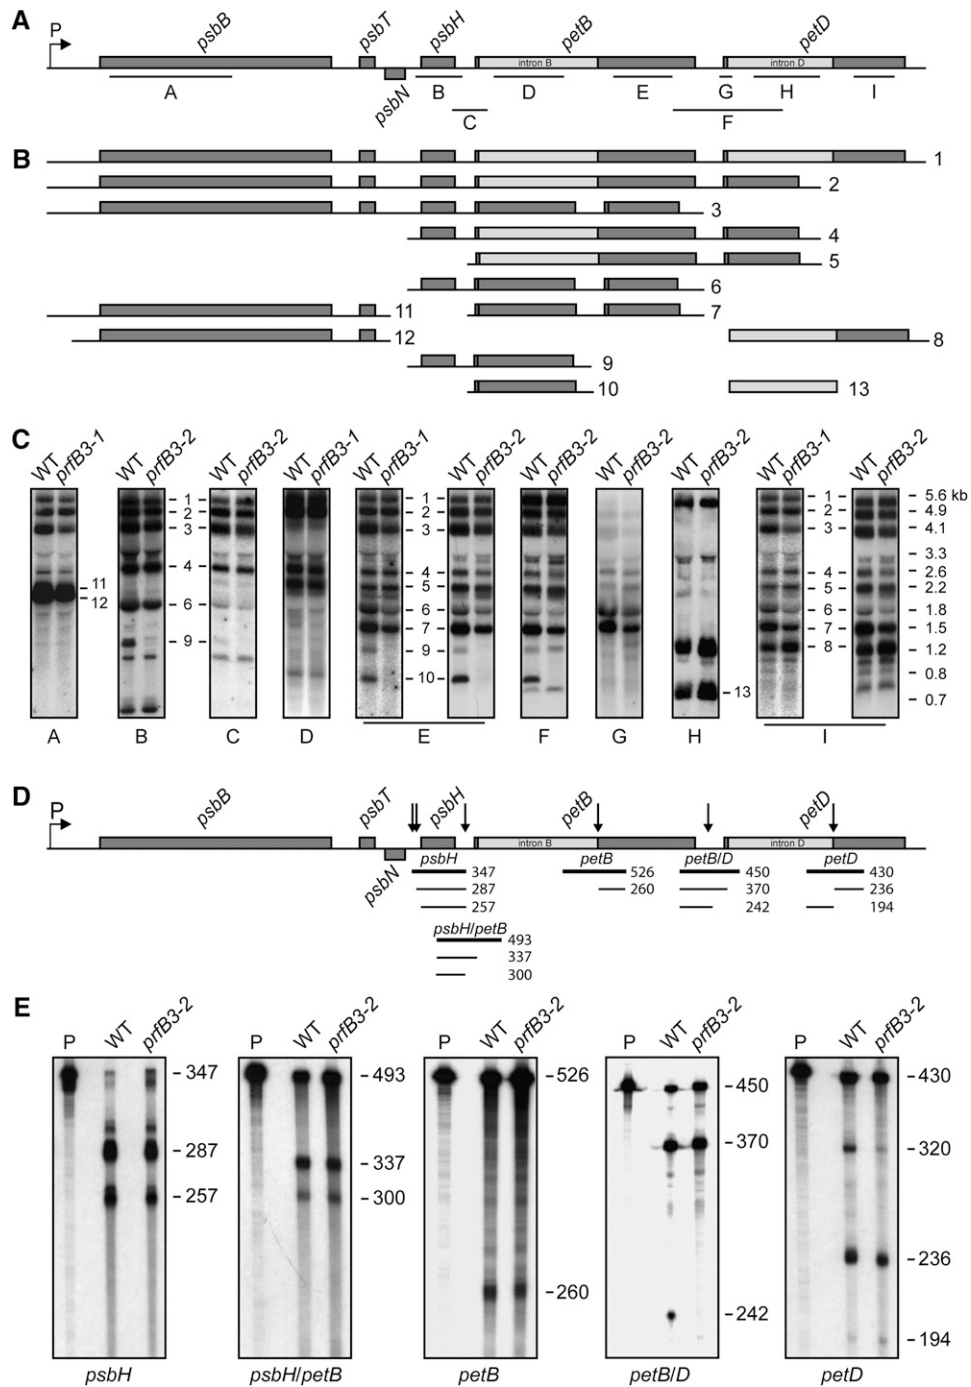 A
P
psbB
psbT
psbH
petB
petD
intron B
intron D
psbN
A
B
D
E
G
H
I
C
F
B
1
2
3
4
5
6
11
7
12
8
9
10
13
C
WT prfB3-1
WT prfB3-2
WT prfB3-2
WT prfB3-1
WT prfB3-1
WT prfB3-2
WT prfB3-2
WT prfB3-2
WT prfB3-2
WT prfB3-1
WT prfB3-2
11
12
1
2
3
4
6
9
1
2
3
4
5
6
7
9
10
13
1
2
3
4
5
6
7
8
5.6 kb
4.9
4.1
3.3
2.6
2.2
1.8
1.5
1.2
0.8
0.7
A B C D E F G H I
D
P
psbB
psbT
psbH
petB
petD
intron B
intron D
psbN
psbH
347
287
257
petB
526
260
petB/D
450
370
242
petD
430
236
194
psbH/petB
493
337
300
E
P WT prfB3-2
347
287
257
psbH
P WT prfB3-2
493
337
300
psbH/petB
P WT prfB3-2
526
260
petB
P WT prfB3-2
450
370
242
petB/D
P WT prfB3-2
430
320
236
194
petD